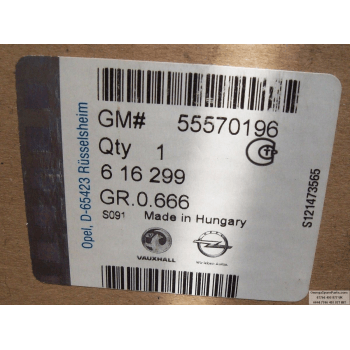 GM# 55570196
Qty 1
6 16 299
GR.0.666
S091 Made in Hungary
VAUXHALL
Opel, D-65423 Rüsselsheim
S121473565